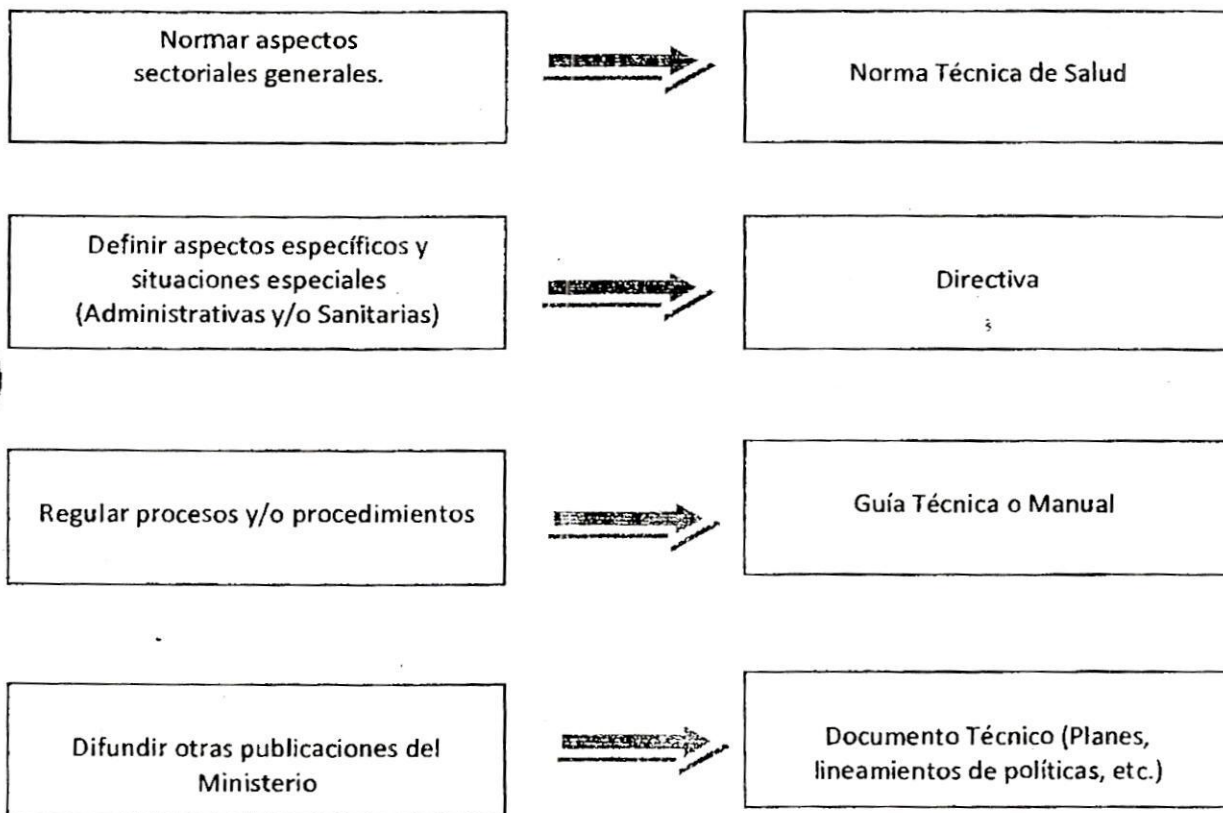 Normar aspectos
sectoriales generales.
Norma Técnica de Salud
Definir aspectos específicos y
situaciones especiales
(Administrativas y/o Sanitarias)
Directiva
Regular procesos y/o procedimientos
Guía Técnica o Manual
Difundir otras publicaciones del
Ministerio
Documento Técnico (Planes,
lineamientos de políticas, etc.)